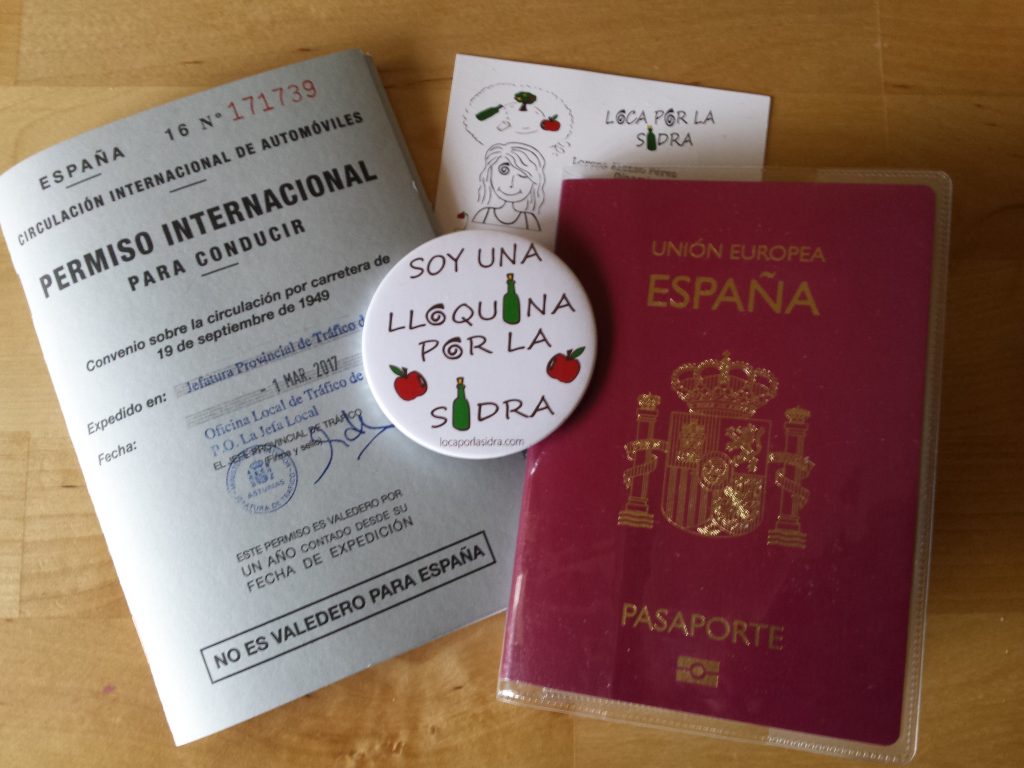 ESPAÑA
16 Nº 171739
CIRCULACIÓN INTERNACIONAL DE AUTOMÓVILES
PERMISO INTERNACIONAL
PARA CONDUCIR
Convenio sobre la circulación por carretera de
19 de septiembre de 1949
Expedido en:
Jefatura Provincial de Tráfico de
- 1 MAR. 2017
Fecha:
Oficina Local de Tráfico de
P.O. La Jefa Local
EL JEFE PROVINCIAL DE TRÁFICO
y sello)
ASTURIAS
ESTE PERMISO ES VALEDERO POR
UN AÑO CONTADO DESDE SU
FECHA DE EXPEDICIÓN
NO ES VALEDERO PARA ESPAÑA
LOCA POR LA
SIDRA
SOY UNA
LLOQUINA
POR LA
SIDRA
locaporlasidra.com
UNIÓN EUROPEA
ESPAÑA
PASAPORTE